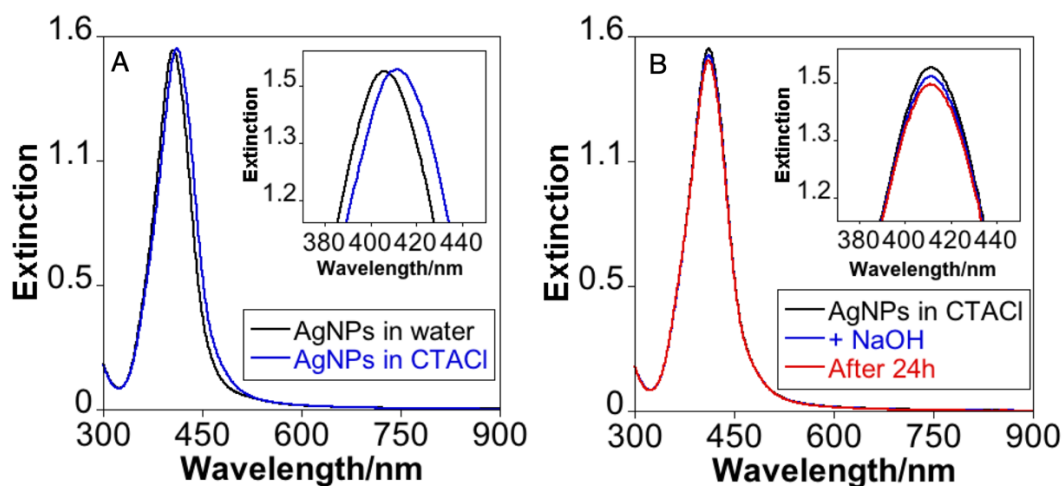 A
1.6
1.1
0.5
0
300
450
600
750
900
Extinction
Wavelength/nm
1.5
1.3
1.2
380 400 420 440
Extinction
Wavelength/nm
AgNPs in water
AgNPs in CTACl
B
1.6
1.1
0.5
0
300
450
600
750
900
Extinction
Wavelength/nm
1.5
1.3
1.2
380 400 420 440
Extinction
Wavelength/nm
AgNPs in CTACl
+ NaOH
After 24h